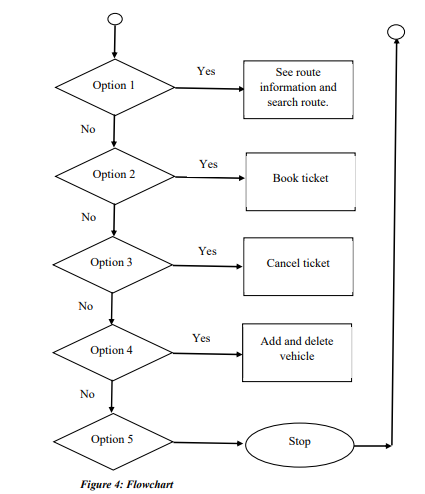 Yes
Option 1
See route
information and
search route.
No
Yes
Option 2
Book ticket
No
Yes
Option 3
Cancel ticket
No
Yes
Option 4
Add and delete
vehicle
No
Option 5
Stop
Figure 4: Flowchart